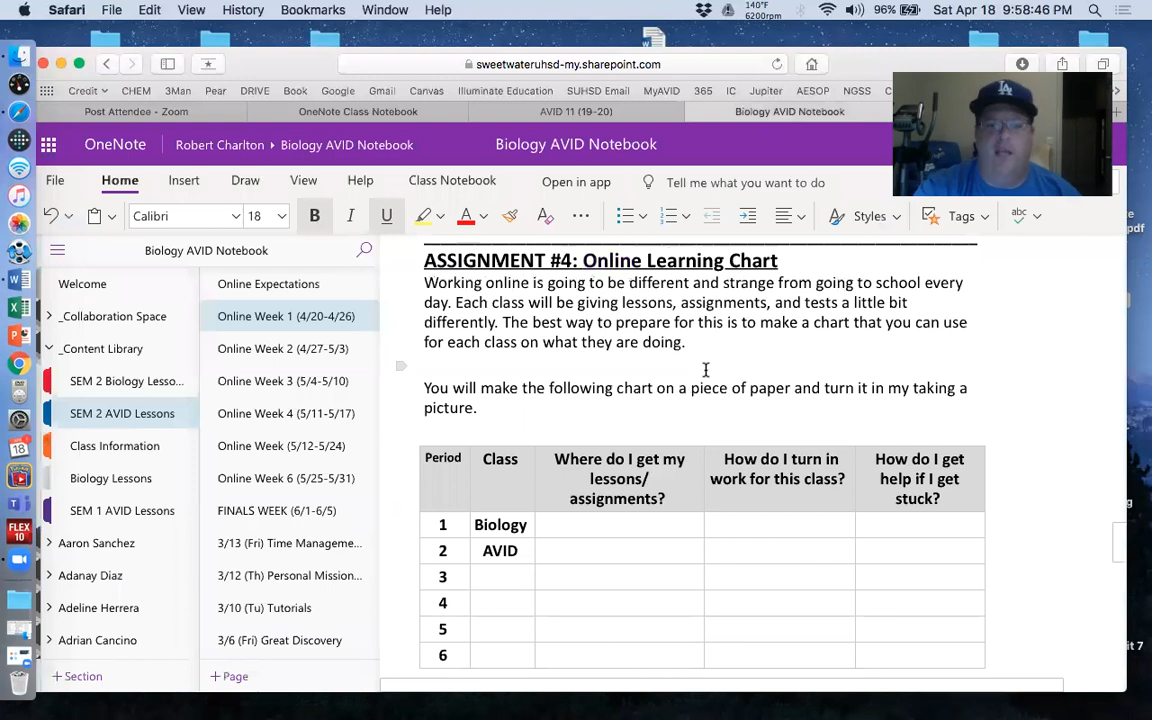 Safari File Edit View History Bookmarks Window Help 140°F 6200rpm 96% Sat Apr 18 9:58:46 PM
sweetwateruhsd-my.sharepoint.com
Credit CHEM 3Man Pear DRIVE Book Google Gmail Canvas Illuminate Education SUHSD Email MyAVID 365 IC Jupiter AESOP NGSS
Post Attendee - Zoom OneNote Class Notebook AVID 11 (19-20) Biology AVID Notebook
OneNote Robert Charlton › Biology AVID Notebook Biology AVID Notebook
File Home Insert Draw View Help Class Notebook Open in app Tell me what you want to do
Calibri 18 B I U A Styles Tags abc
Biology AVID Notebook
Welcome
_Collaboration Space
_Content Library
SEM 2 Biology Lesso...
SEM 2 AVID Lessons
Class Information
Biology Lessons
SEM 1 AVID Lessons
Aaron Sanchez
Adanay Diaz
Adeline Herrera
Adrian Cancino
+ Section
Online Expectations
Online Week 1 (4/20-4/26)
Online Week 2 (4/27-5/3)
Online Week 3 (5/4-5/10)
Online Week 4 (5/11-5/17)
Online Week (5/12-5/24)
Online Week 6 (5/25-5/31)
FINALS WEEK (6/1-6/5)
3/13 (Fri) Time Manageme...
3/12 (Th) Personal Mission...
3/10 (Tu) Tutorials
3/6 (Fri) Great Discovery
+ Page
ASSIGNMENT #4: Online Learning Chart
Working online is going to be different and strange from going to school every
day. Each class will be giving lessons, assignments, and tests a little bit
differently. The best way to prepare for this is to make a chart that you can use
for each class on what they are doing.
You will make the following chart on a piece of paper and turn it in my taking a
picture.
Period Class Where do I get my lessons/ assignments? How do I turn in work for this class? How do I get help if I get stuck?
1 Biology
2 AVID
3
4
5
6